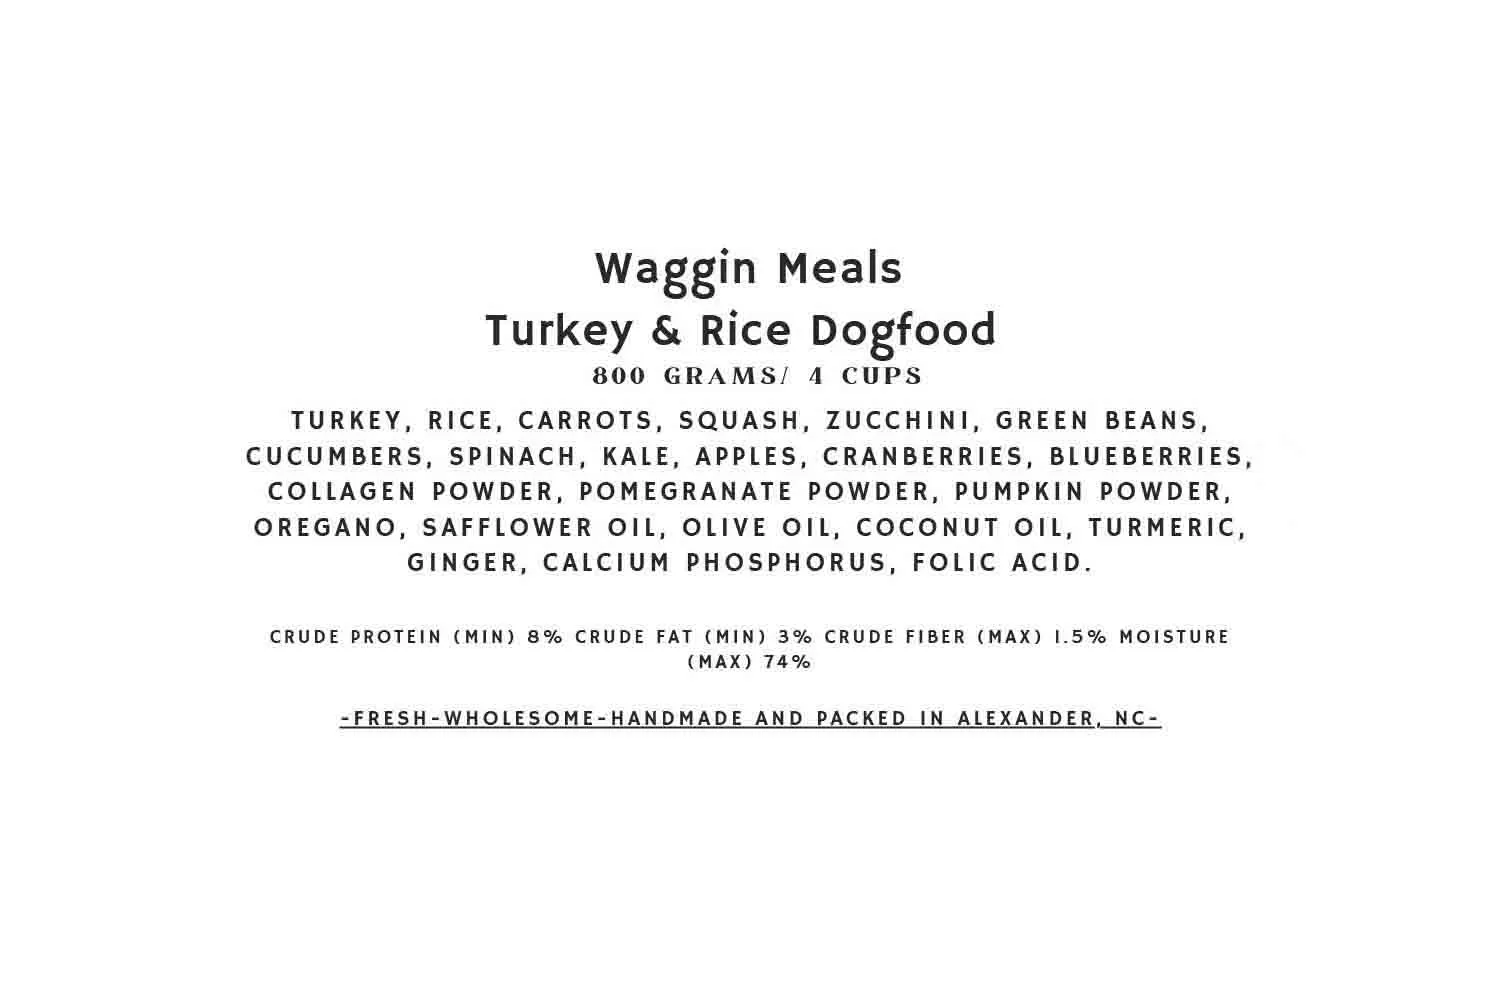 Waggin Meals
Turkey & Rice Dogfood
800 GRAMS/ 4 CUPS
TURKEY, RICE, CARROTS, SQUASH, ZUCCHINI, GREEN BEANS,
CUCUMBERS, SPINACH, KALE, APPLES, CRANBERRIES, BLUEBERRIES,
COLLAGEN POWDER, POMEGRANATE POWDER, PUMPKIN POWDER,
OREGANO, SAFFLOWER OIL, OLIVE OIL, COCONUT OIL, TURMERIC,
GINGER, CALCIUM PHOSPHORUS, FOLIC ACID.
CRUDE PROTEIN (MIN) 8% CRUDE FAT (MIN) 3% CRUDE FIBER (MAX) 1.5% MOISTURE
(MAX) 74%
-FRESH-WHOLESOME-HANDMADE AND PACKED IN ALEXANDER, NC-